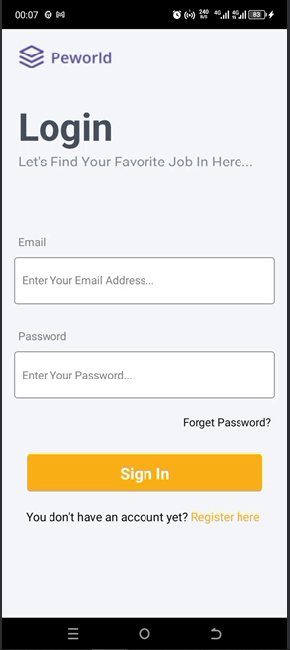 00:07 240 B/S 4G 4G 83
Peworld
Login
Let's Find Your Favorite Job In Here...
Email
Enter Your Email Address...
Password
Enter Your Password...
Forget Password?
Sign In
You don't have an account yet? Register here